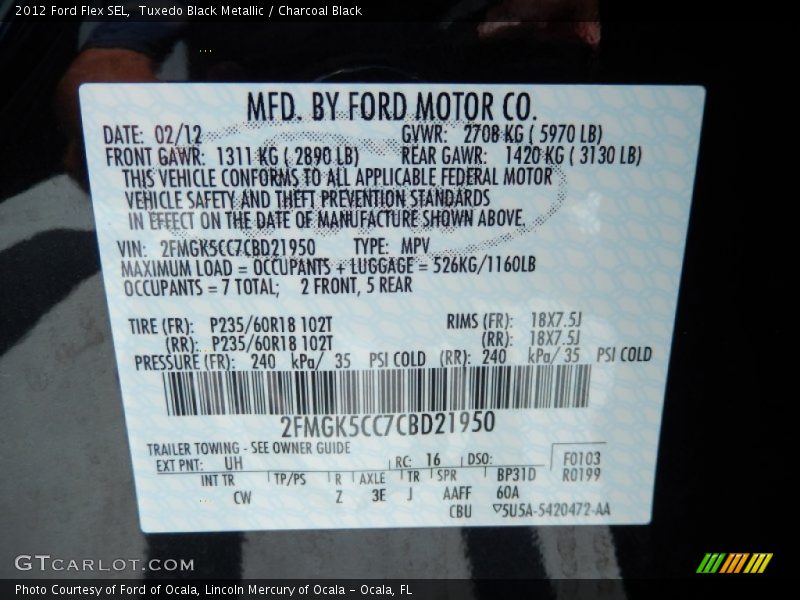 2012 Ford Flex SEL, Tuxedo Black Metallic / Charcoal Black
MFD. BY FORD MOTOR CO.
DATE: 02/12 GVWR: 2708 KG ( 5970 LB)
FRONT GAWR: 1311 KG ( 2890 LB) REAR GAWR: 1420 KG ( 3130 LB)
THIS VEHICLE CONFORMS TO ALL APPLICABLE FEDERAL MOTOR
VEHICLE SAFETY AND THEFT PREVENTION STANDARDS
IN EFFECT ON THE DATE OF MANUFACTURE SHOWN ABOVE.
VIN: 2FMGK5CC7CBD21950 TYPE: MPV
MAXIMUM LOAD = OCCUPANTS + LUGGAGE = 526KG/1160LB
OCCUPANTS = 7 TOTAL; 2 FRONT, 5 REAR
TIRE (FR): P235/60R18 102T RIMS (FR): 18X7.5J
(RR): P235/60R18 102T (RR): 18X7.5J
PRESSURE (FR): 240 kPa/ 35 PSI COLD (RR): 240 kPa/ 35 PSI COLD
2FMGK5CC7CBD21950
TRAILER TOWING - SEE OWNER GUIDE
EXT PNT: UH RC: 16 DSO: F0103
INT TR TP/PS R AXLE TR SPR BP31D R0199
CW Z 3E J AAFF 60A
CBU ▽5U5A-5420472-AA
GTCARLOT.COM
Photo Courtesy of Ford of Ocala, Lincoln Mercury of Ocala - Ocala, FL